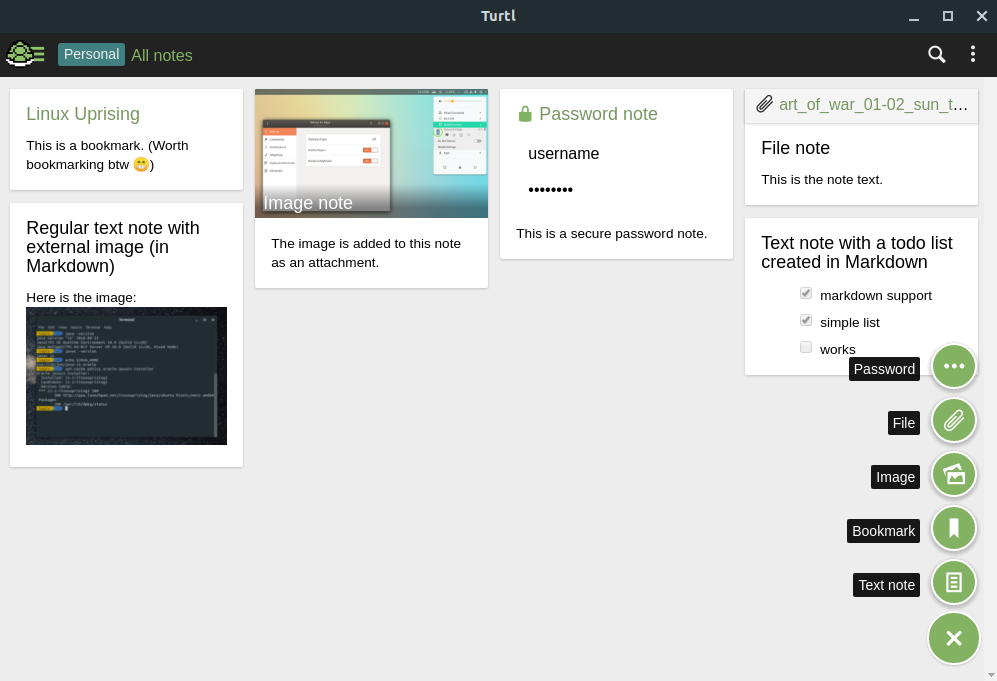 Turtl
Personal All notes
Linux Uprising
This is a bookmark. (Worth
bookmarking btw 😁)
Regular text note with
external image (in
Markdown)
Here is the image:
Terminal
Image note
The image is added to this note
as an attachment.
Password note
username
••••••••
This is a secure password note.
art_of_war_01-02_sun_t…
File note
This is the note text.
Text note with a todo list
created in Markdown
markdown support
simple list
works
Password
File
Image
Bookmark
Text note